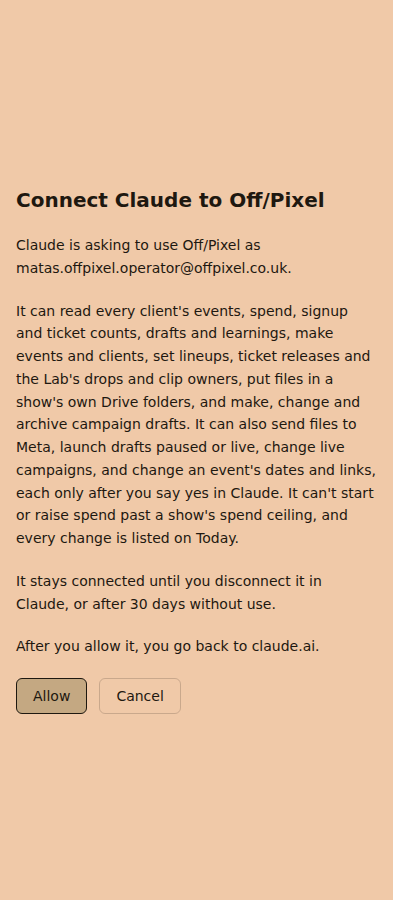 Connect Claude to Off/Pixel
Claude is asking to use Off/Pixel as
matas.offpixel.operator@offpixel.co.uk.
It can read every client's events, spend, signup
and ticket counts, drafts and learnings, make
events and clients, set lineups, ticket releases and
the Lab's drops and clip owners, put files in a
show's own Drive folders, and make, change and
archive campaign drafts. It can also send files to
Meta, launch drafts paused or live, change live
campaigns, and change an event's dates and links,
each only after you say yes in Claude. It can't start
or raise spend past a show's spend ceiling, and
every change is listed on Today.
It stays connected until you disconnect it in
Claude, or after 30 days without use.
After you allow it, you go back to claude.ai.
Allow
Cancel